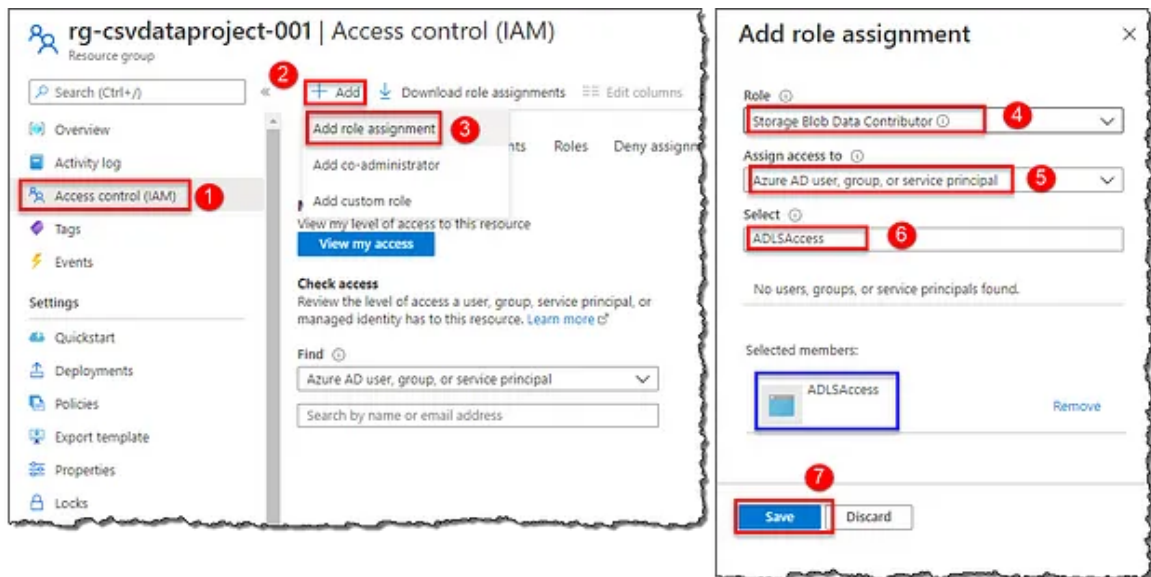 rg-csvdataproject-001 | Access control (IAM)
Resource group
Search (Ctrl+/)
«
Overview
Activity log
Access control (IAM)
1
Tags
Events
Settings
Quickstart
Deployments
Policies
Export template
Properties
Locks
2
+ Add
Download role assignments
Edit columns
Add role assignment
3
Add co-administrator
Add custom role
nts
Roles
Deny assignm
View my level of access to this resource
View my access
Check access
Review the level of access a user, group, service principal, or
managed identity has to this resource. Learn more
Find
Azure AD user, group, or service principal
Search by name or email address
Add role assignment
×
Role
Storage Blob Data Contributor
4
Assign access to
Azure AD user, group, or service principal
5
Select
ADLSAccess
6
No users, groups, or service principals found.
Selected members:
ADLSAccess
Remove
7
Save
Discard